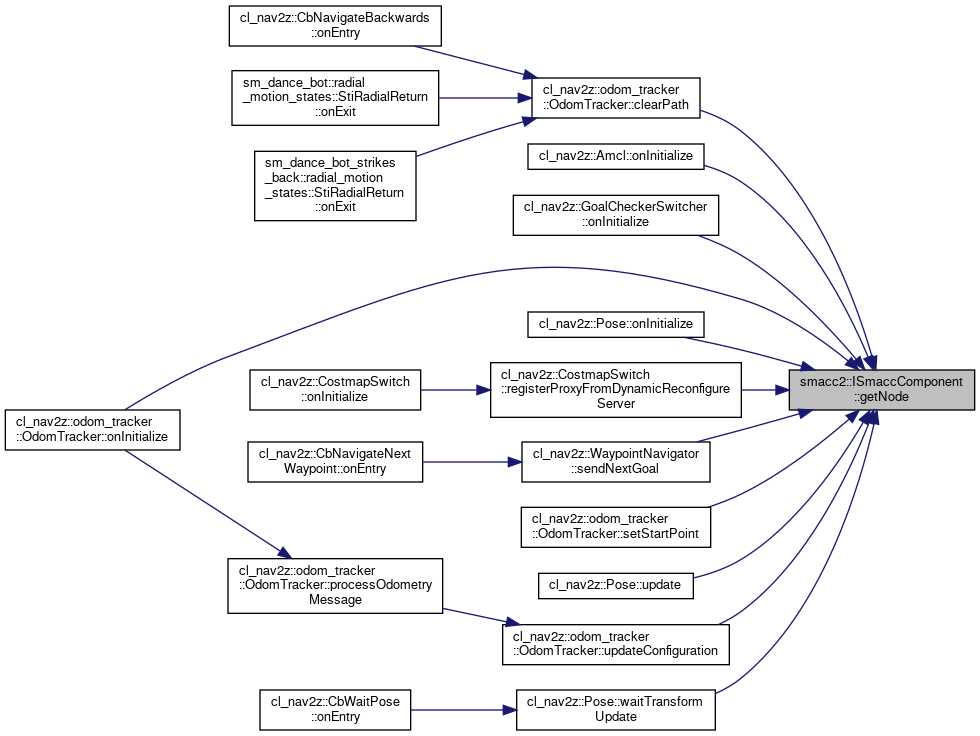 cl_nav2z::CbNavigateBackwards
::onEntry
sm_dance_bot::radial
_motion_states::StiRadialReturn
::onExit
sm_dance_bot_strikes
_back::radial_motion
_states::StiRadialReturn
::onExit
cl_nav2z::odom_tracker
::OdomTracker::clearPath
cl_nav2z::Amcl::onInitialize
cl_nav2z::GoalCheckerSwitcher
::onInitialize
cl_nav2z::Pose::onInitialize
cl_nav2z::CostmapSwitch
::onInitialize
cl_nav2z::CostmapSwitch
::registerProxyFromDynamicReconfigure
Server
smacc2::ISmaccComponent
::getNode
cl_nav2z::odom_tracker
::OdomTracker::onInitialize
cl_nav2z::CbNavigateNext
Waypoint::onEntry
cl_nav2z::WaypointNavigator
::sendNextGoal
cl_nav2z::odom_tracker
::OdomTracker::setStartPoint
cl_nav2z::odom_tracker
::OdomTracker::processOdometry
Message
cl_nav2z::Pose::update
cl_nav2z::odom_tracker
::OdomTracker::updateConfiguration
cl_nav2z::CbWaitPose
::onEntry
cl_nav2z::Pose::waitTransform
Update